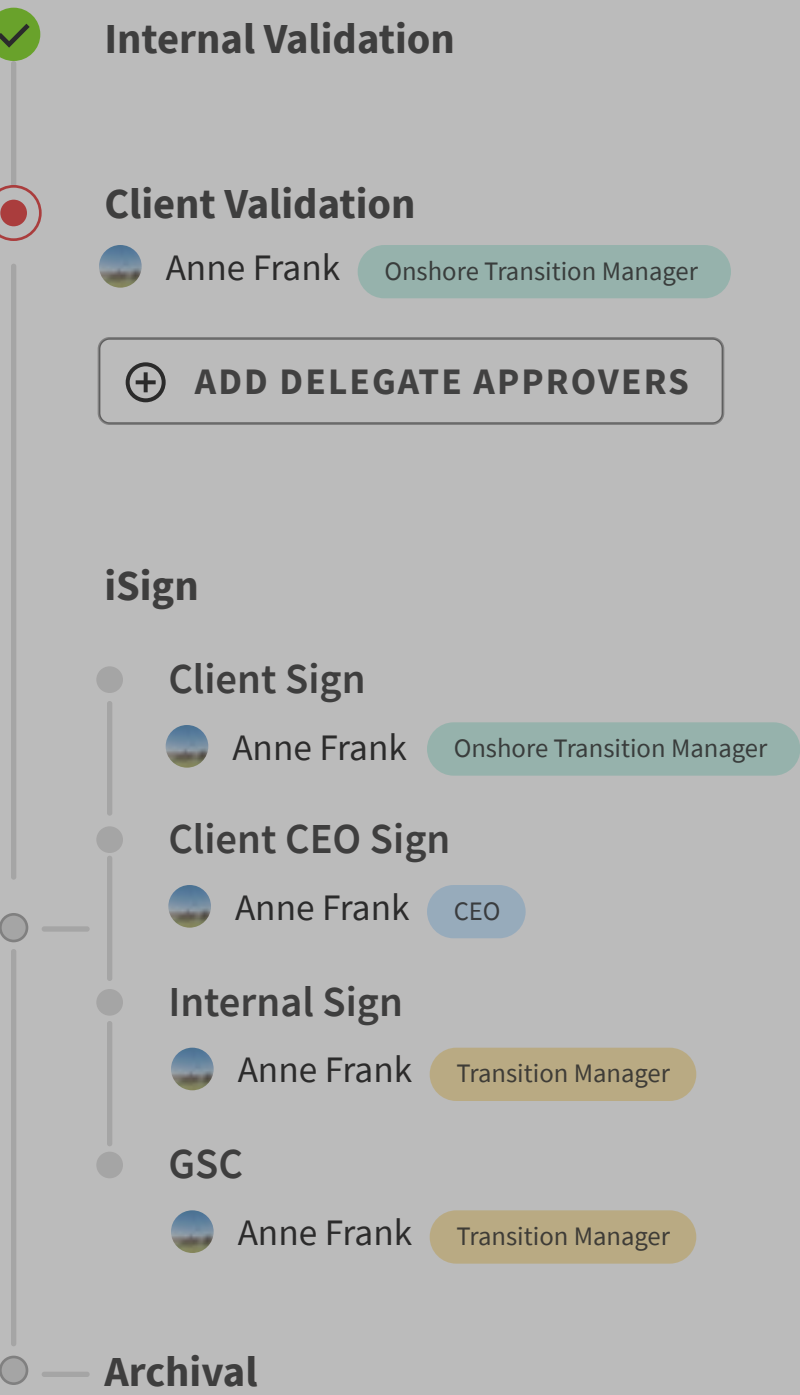 Internal Validation
Client Validation
Anne Frank Onshore Transition Manager
ADD DELEGATE APPROVERS
iSign
Client Sign
Anne Frank Onshore Transition Manager
Client CEO Sign
Anne Frank CEO
Internal Sign
Anne Frank Transition Manager
GSC
Anne Frank Transition Manager
Archival